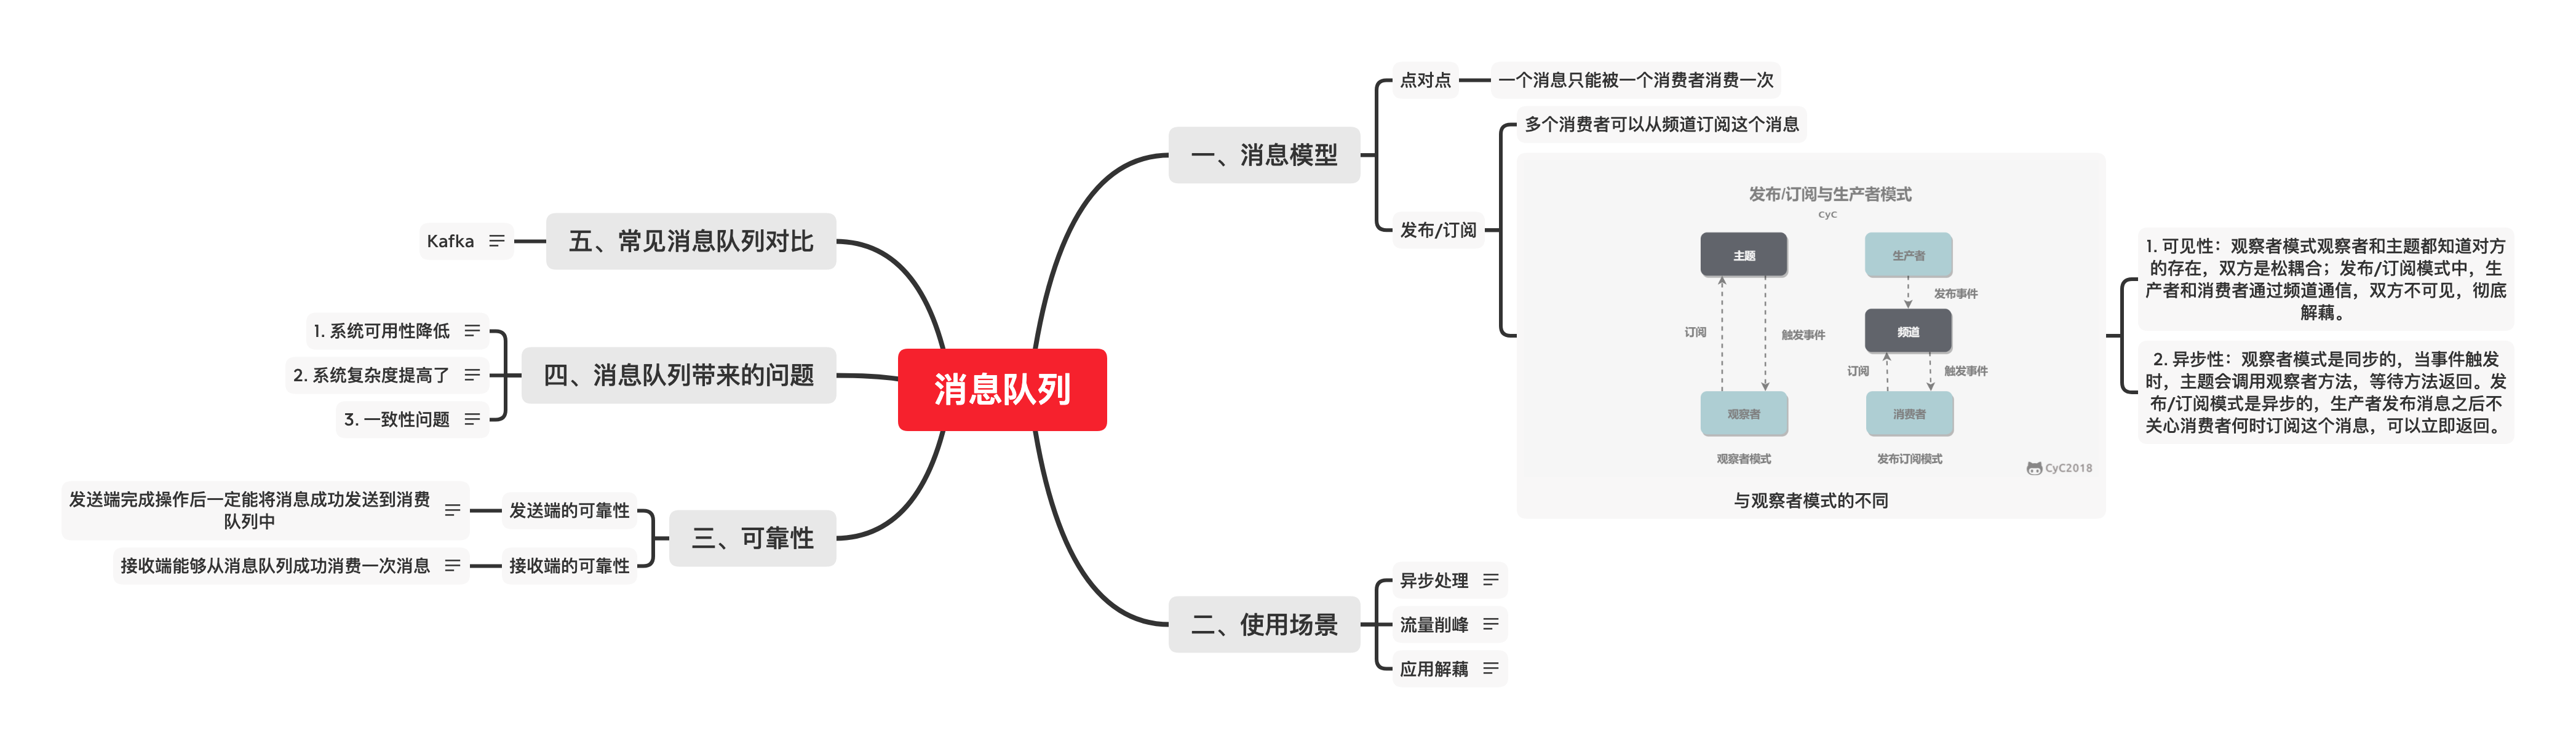 消息队列
一、消息模型
点对点
一个消息只能被一个消费者消费一次
发布/订阅
多个消费者可以从频道订阅这个消息
发布/订阅与生产者模式
CyC
主题
生产者
发布事件
订阅
触发事件
频道
订阅
触发事件
观察者
消费者
观察者模式
发布订阅模式
CyC2018
与观察者模式的不同
1. 可见性：观察者模式观察者和主题都知道对方
的存在，双方是松耦合；发布/订阅模式中，生
产者和消费者通过频道通信，双方不可见，彻底
解藕。
2. 异步性：观察者模式是同步的，当事件触发
时，主题会调用观察者方法，等待方法返回。发
布/订阅模式是异步的，生产者发布消息之后不
关心消费者何时订阅这个消息，可以立即返回。
二、使用场景
异步处理
流量削峰
应用解藕
三、可靠性
发送端的可靠性
发送端完成操作后一定能将消息成功发送到消费
队列中
接收端的可靠性
接收端能够从消息队列成功消费一次消息
四、消息队列带来的问题
1. 系统可用性降低
2. 系统复杂度提高了
3. 一致性问题
五、常见消息队列对比
Kafka